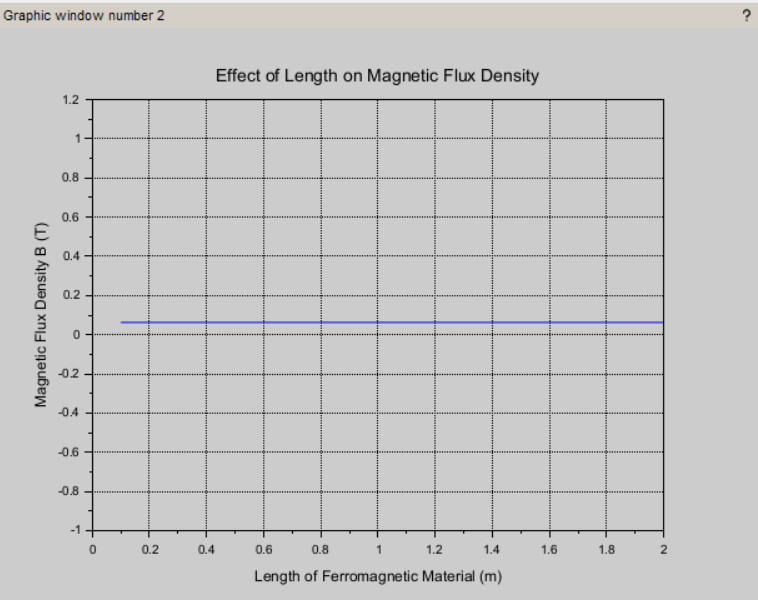 Graphic window number 2
?
Effect of Length on Magnetic Flux Density
1.2
1
0.8
0.6
0.4
0.2
0
-0.2
-0.4
-0.6
-0.8
-1
Magnetic Flux Density B (T)
0 0.2 0.4 0.6 0.8 1 1.2 1.4 1.6 1.8 2
Length of Ferromagnetic Material (m)